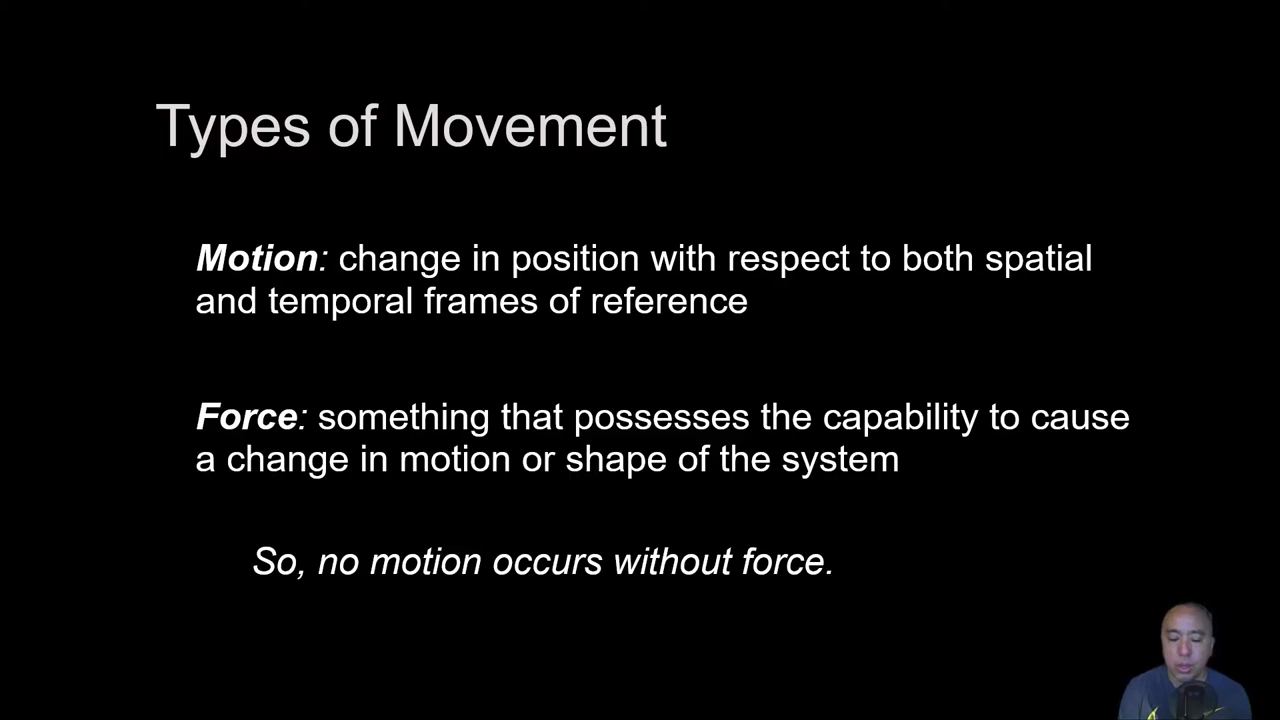 Types of Movement
Motion: change in position with respect to both spatial
and temporal frames of reference
Force: something that possesses the capability to cause
a change in motion or shape of the system
So, no motion occurs without force.